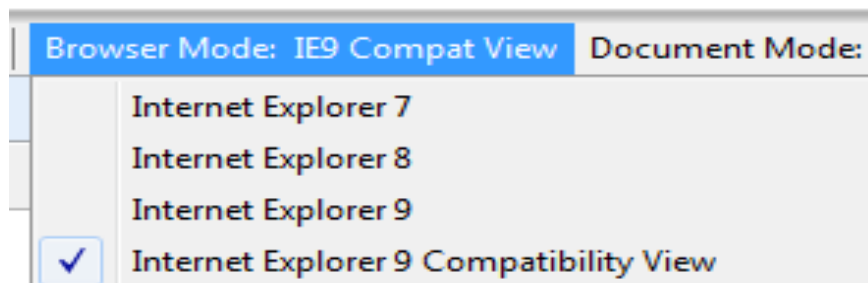 Browser Mode: IE9 Compat View Document Mode:
Internet Explorer 7
Internet Explorer 8
Internet Explorer 9
Internet Explorer 9 Compatibility View